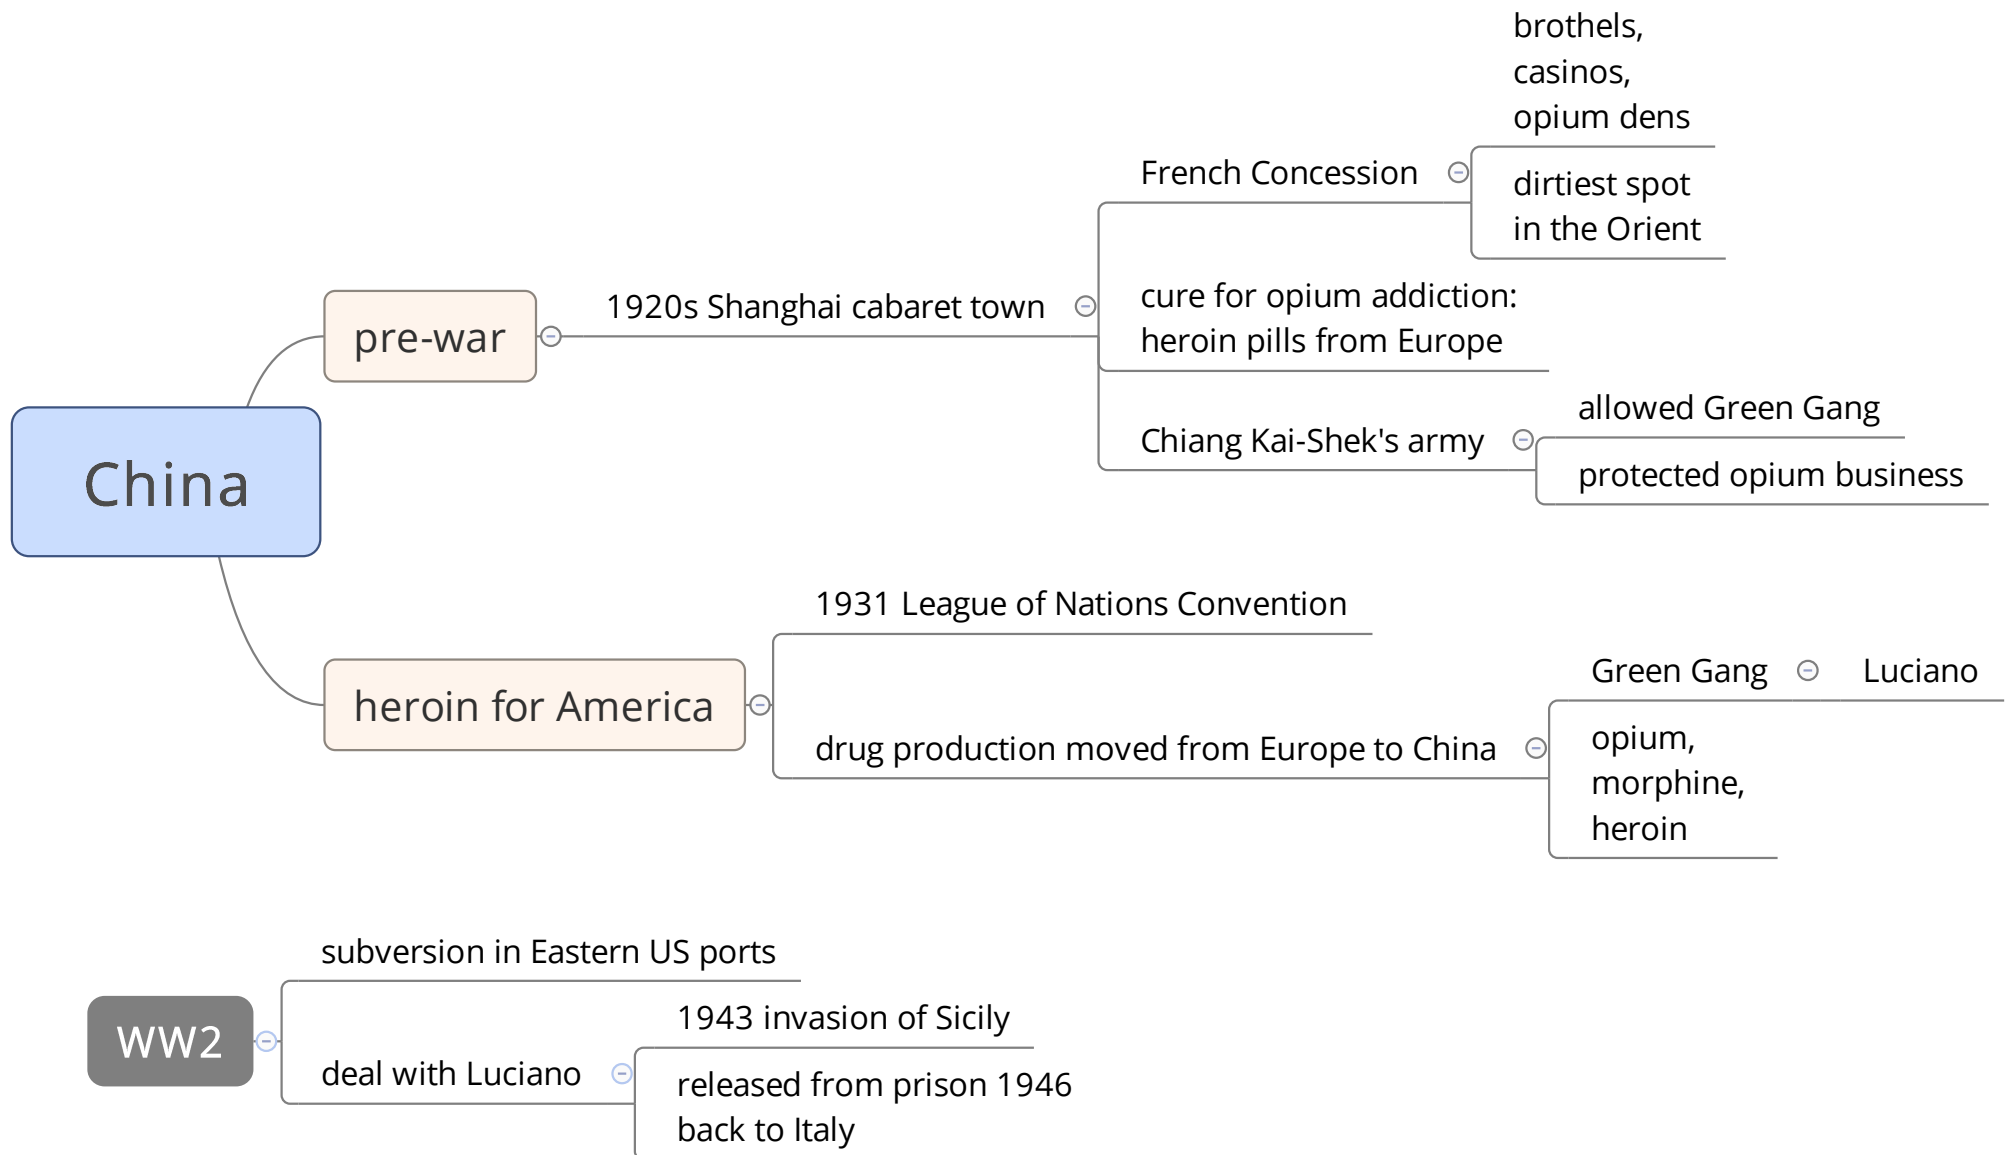 brothels,
casinos,
opium dens
French Concession
dirtiest spot
in the Orient
1920s Shanghai cabaret town
cure for opium addiction:
heroin pills from Europe
pre-war
allowed Green Gang
Chiang Kai-Shek's army
protected opium business
China
1931 League of Nations Convention
heroin for America
Green Gang
Luciano
drug production moved from Europe to China
opium,
morphine,
heroin
subversion in Eastern US ports
WW2
1943 invasion of Sicily
deal with Luciano
released from prison 1946
back to Italy